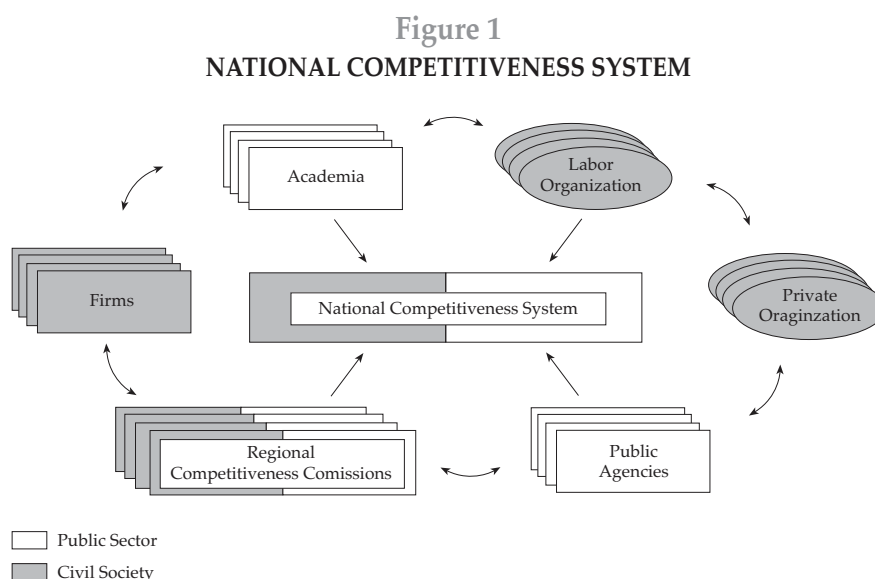 Figure 1
NATIONAL COMPETITIVENESS SYSTEM
Academia
Labor
Organization
Firms
National Competitiveness System
Private
Oraginzation
Regional
Competitiveness Comissions
Public
Agencies
Public Sector
Civil Society